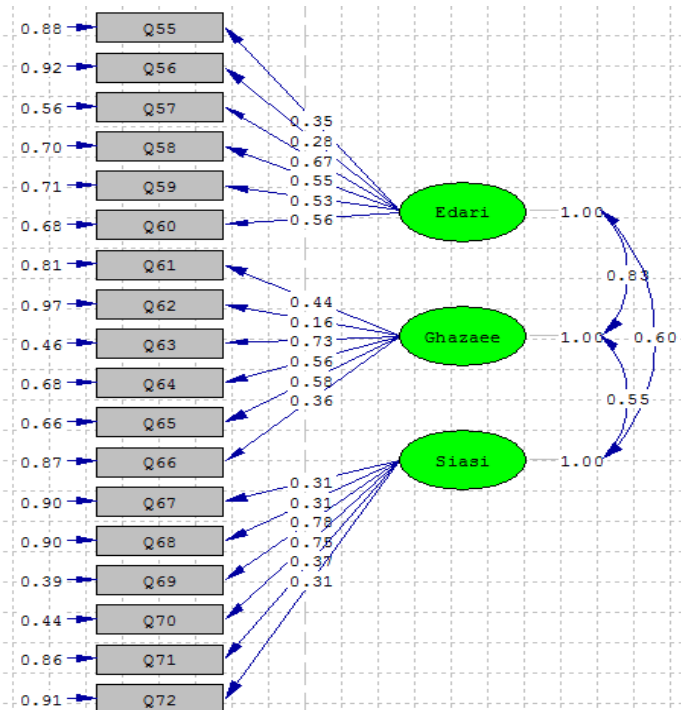 0.88 Q55
0.92 Q56
0.56 Q57
0.70 Q58
0.71 Q59
0.68 Q60
0.81 Q61
0.97 Q62
0.46 Q63
0.68 Q64
0.66 Q65
0.87 Q66
0.90 Q67
0.90 Q68
0.39 Q69
0.44 Q70
0.86 Q71
0.91 Q72
0.35
0.28
0.67
0.55
0.53
0.56
0.44
0.16
0.73
0.56
0.58
0.36
0.31
0.31
0.78
0.75
0.37
0.31
Edari 1.00
Ghazaee 1.00
Siasi 1.00
0.83
0.60
0.55